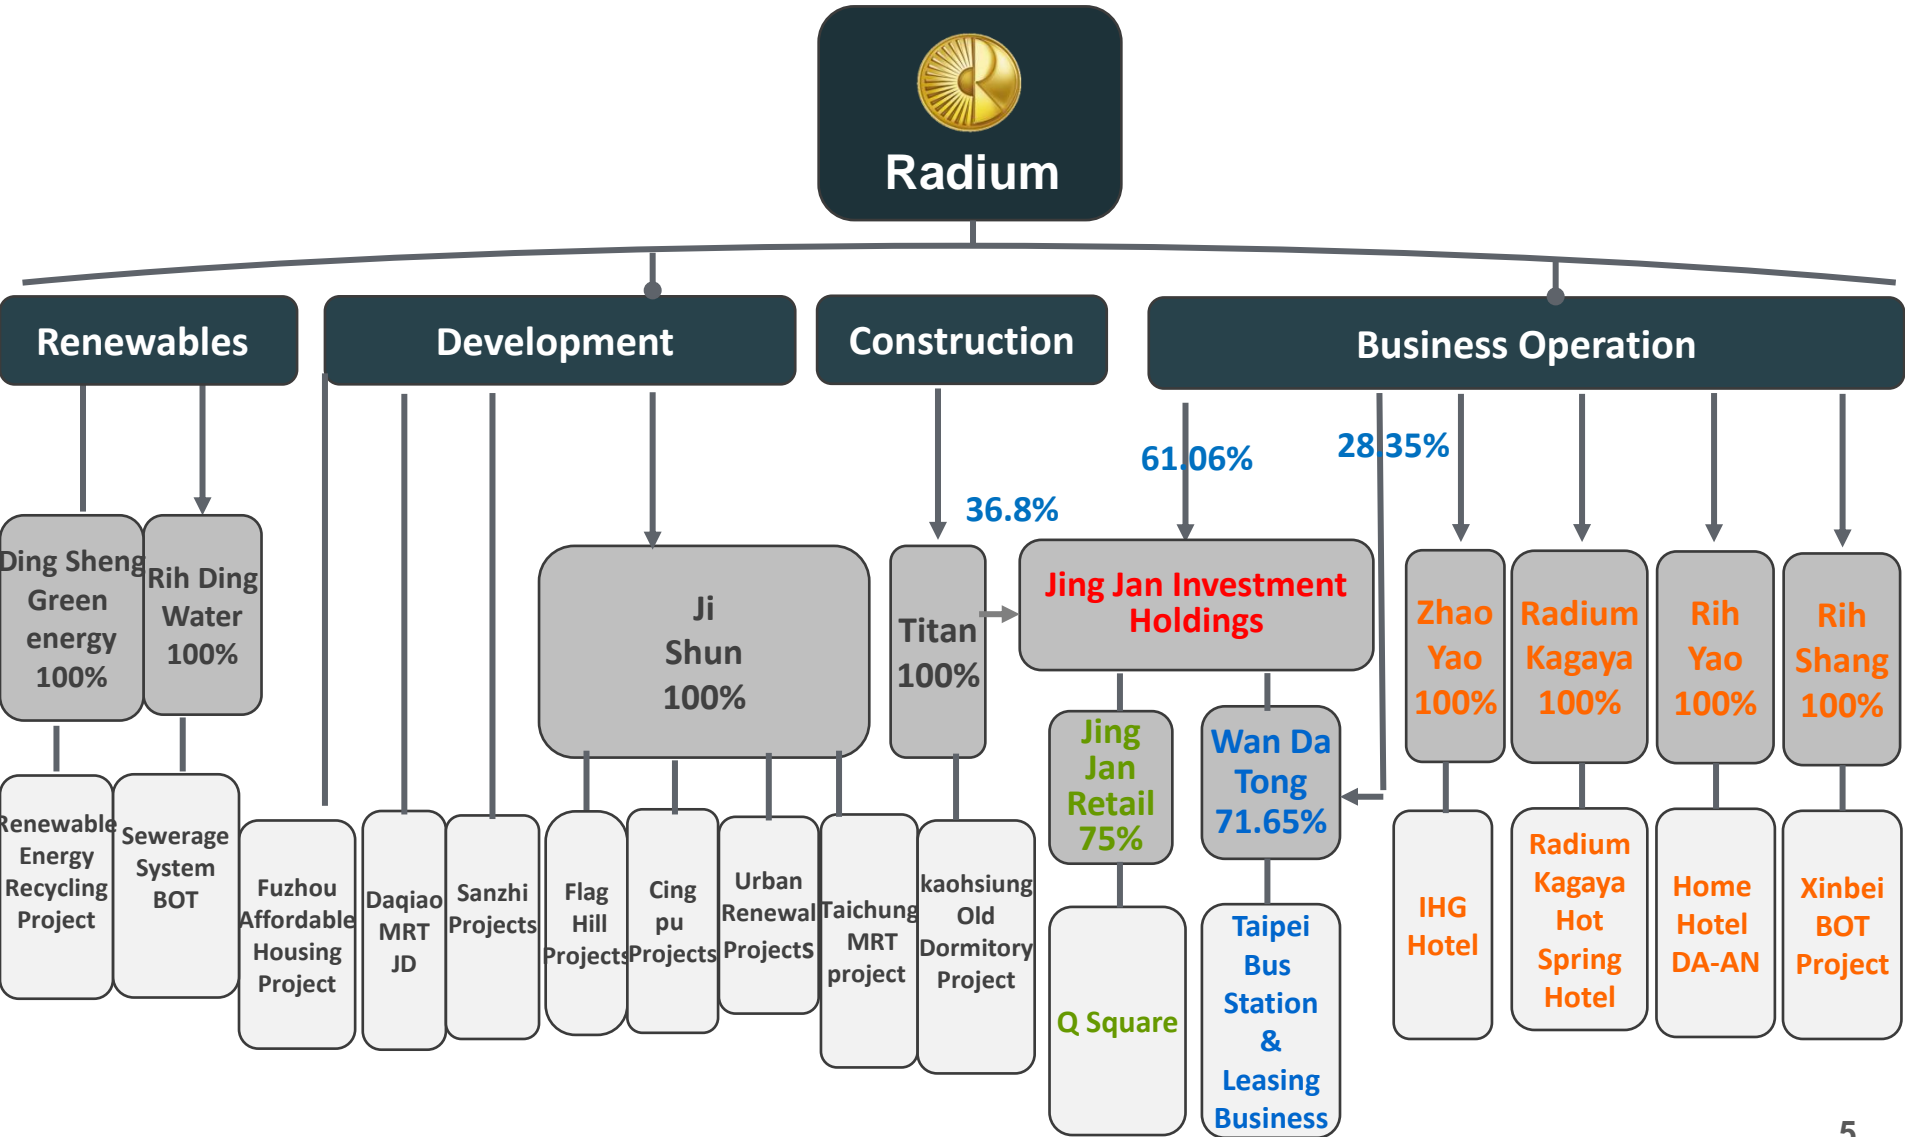 Radium
Renewables
Development
Construction
Business Operation
61.06%
28.35%
36.8%
Ding Sheng
Green
energy
100%
Rih Ding
Water
100%
Ji
Shun
100%
Titan
100%
Jing Jan Investment
Holdings
Zhao
Yao
100%
Radium
Kagaya
100%
Rih
Yao
100%
Rih
Shang
100%
Jing
Jan
Retail
75%
Wan Da
Tong
71.65%
Renewable
Energy
Recycling
Project
Sewerage
System
BOT
Fuzhou
Affordable
Housing
Project
Daqiao
MRT
JD
Sanzhi
Projects
Flag
Hill
Projects
Cing
pu
Projects
Urban
Renewal
Projects
Taichung
MRT
project
kaohsiung
Old
Dormitory
Project
Q Square
Taipei
Bus
Station
&
Leasing
Business
IHG
Hotel
Radium
Kagaya
Hot
Spring
Hotel
Home
Hotel
DA-AN
Xinbei
BOT
Project
5